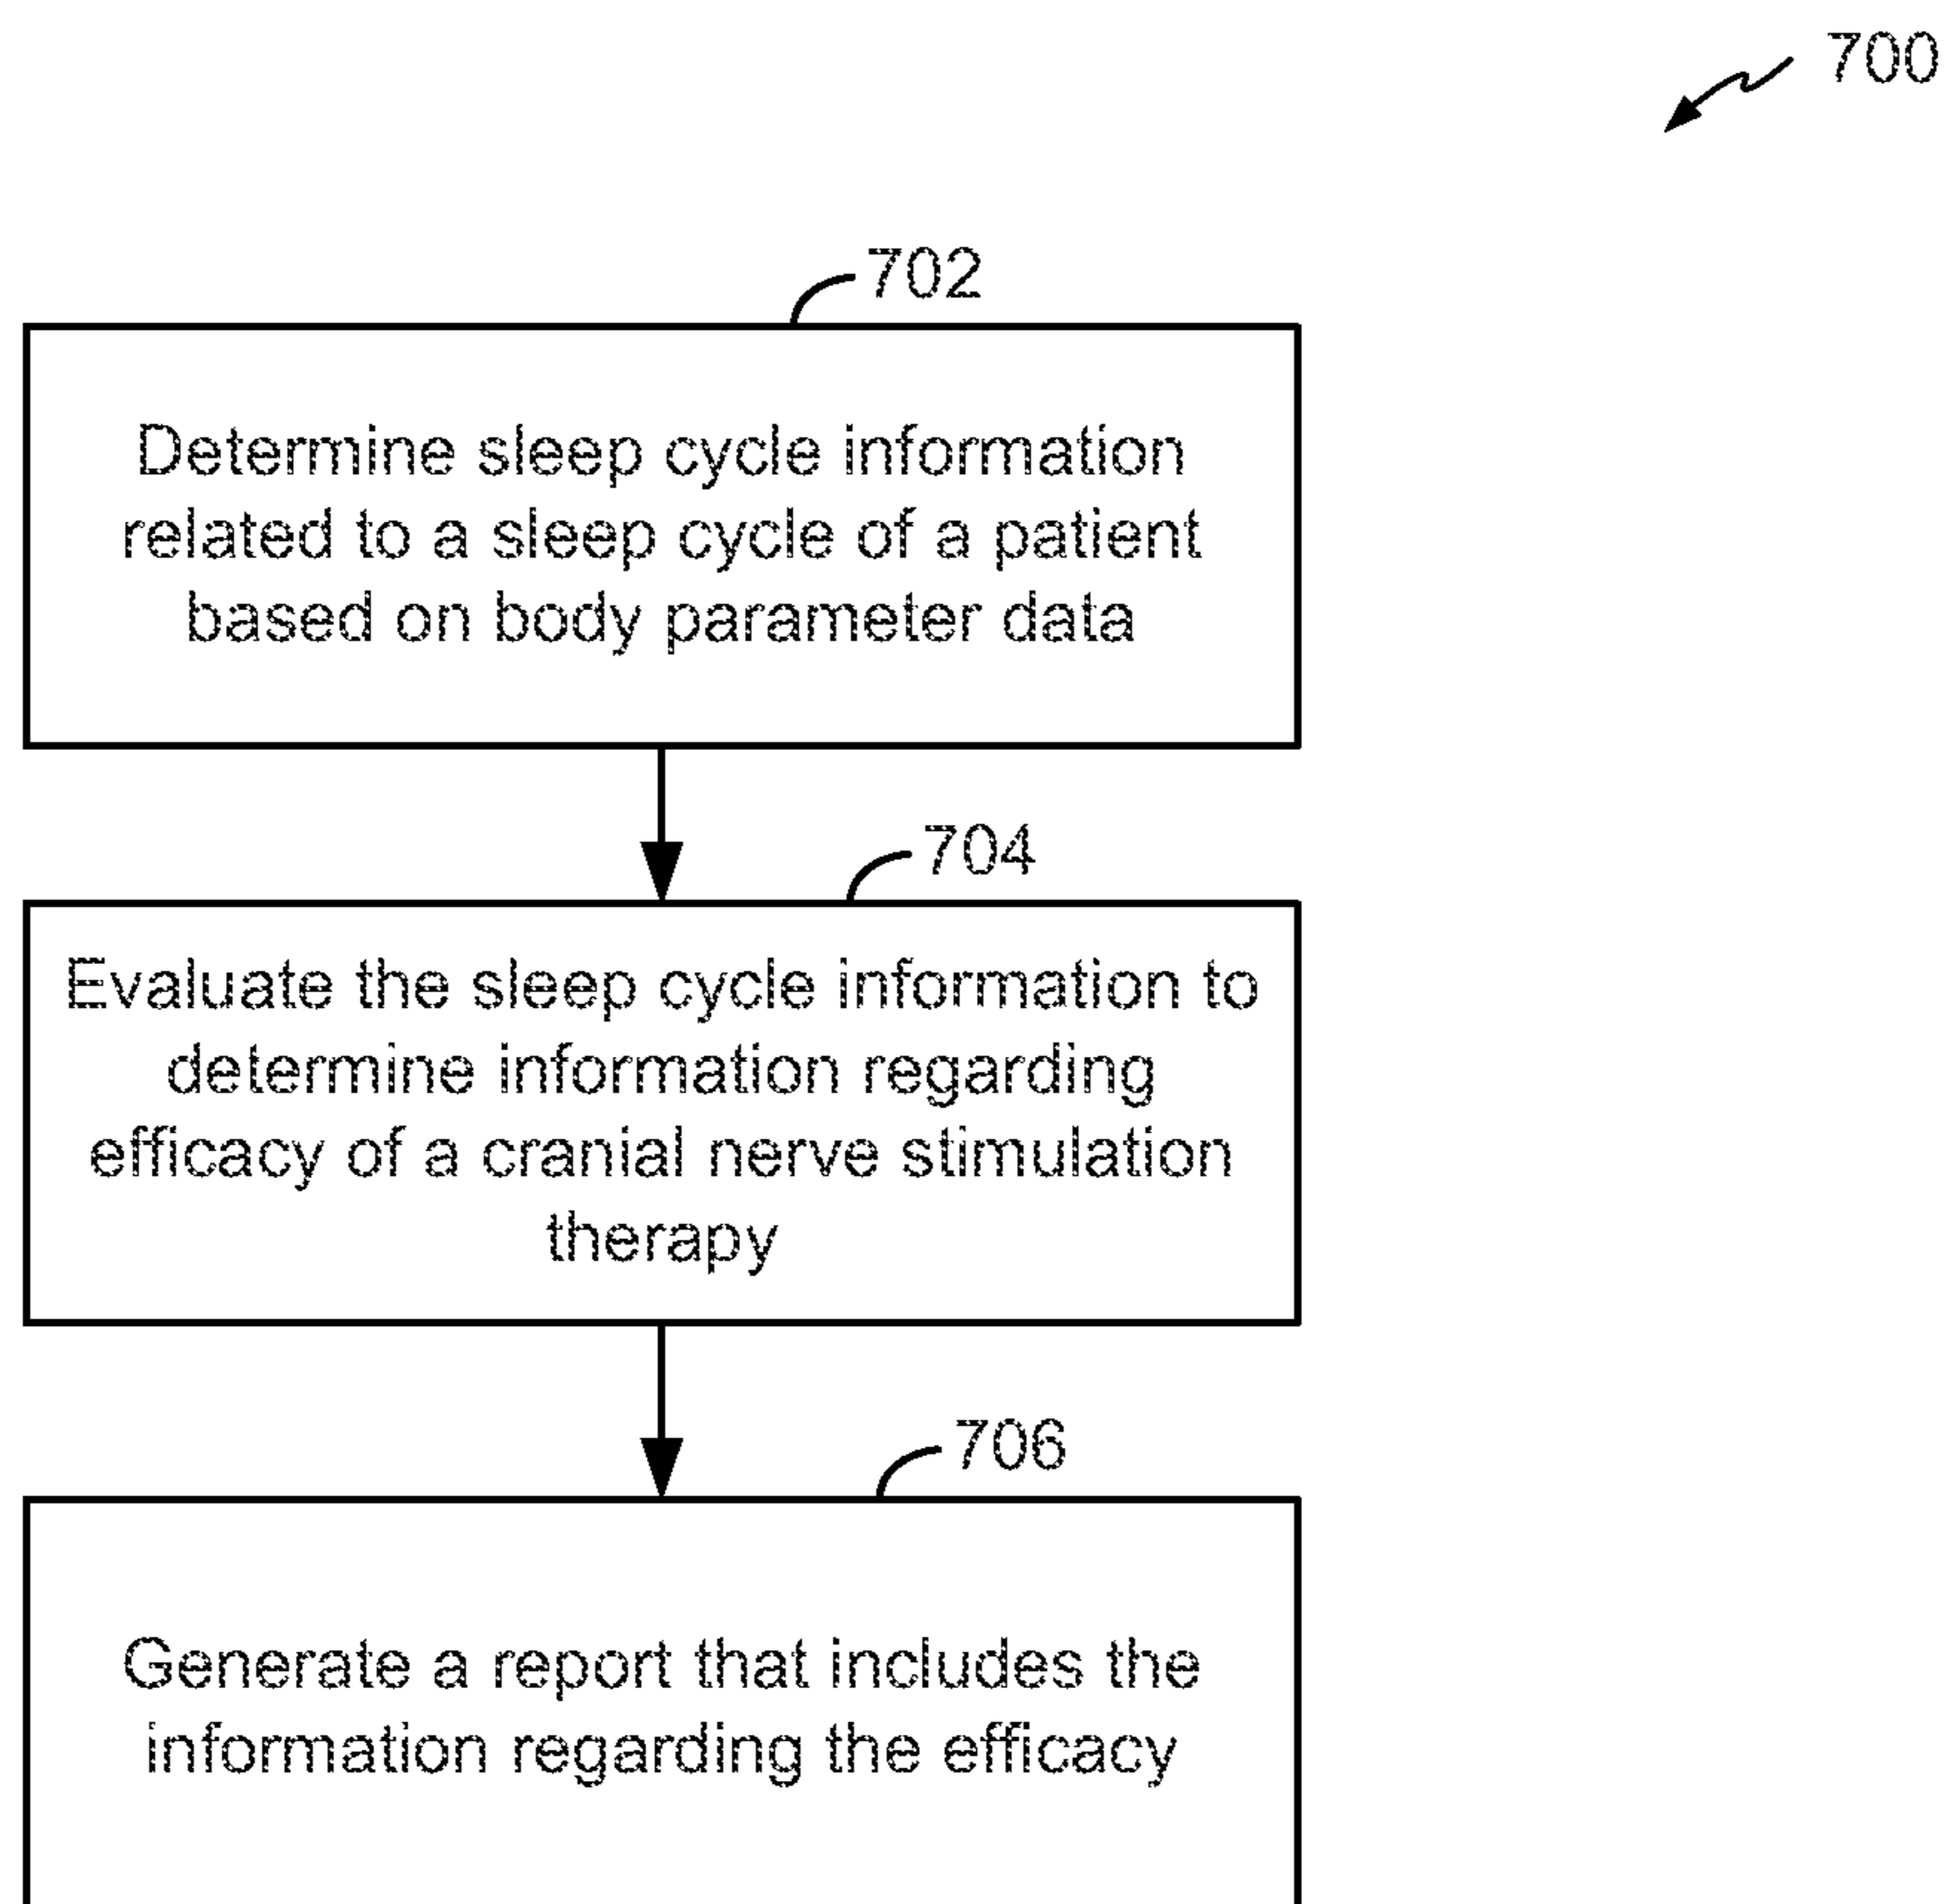 700
702
Determine sleep cycle information
related to a sleep cycle of a patient
based on body parameter data
704
Evaluate the sleep cycle information to
determine information regarding
efficacy of a cranial nerve stimulation
therapy
706
Generate a report that includes the
information regarding the efficacy